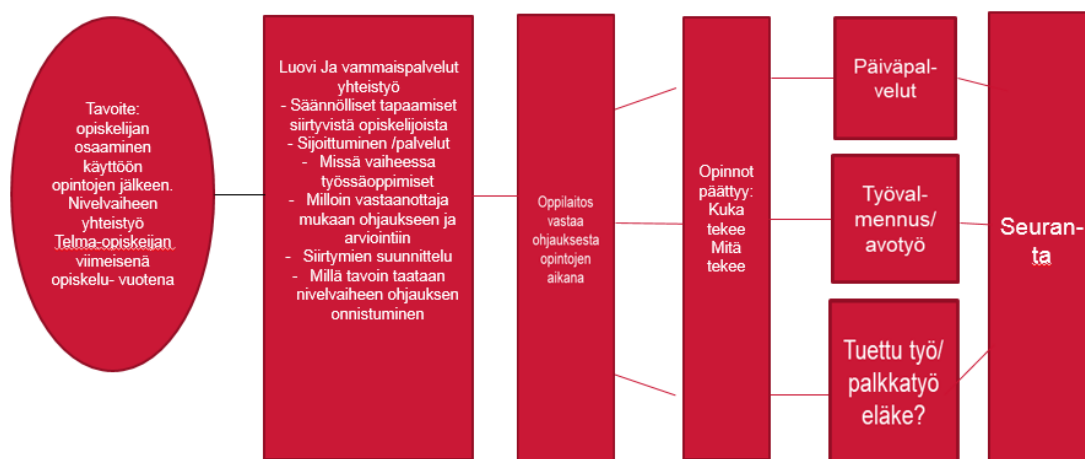 Tavoite:
opiskelijan
osaaminen
käyttöön
opintojen jälkeen.
Nivelvaiheen
yhteistyö
Telma-opiskeijan
viimeisenä
opiskelu- vuotena
Luovi Ja vammaispalvelut
yhteistyö
- Säännölliset tapaamiset
siirtyvistä opiskelijoista
- Sijoittuminen /palvelut
- Missä vaiheessa
työssäoppimiset
- Milloin vastaanottaja
mukaan ohjaukseen ja
arviointiin
- Siirtymien suunnittelu
- Millä tavoin taataan
nivelvaiheen ohjauksen
onnistuminen
Oppilaitos
vastaa
ohjauksesta
opintojen
aikana
Opinnot
päättyy:
Kuka
tekee
Mitä
tekee
Päiväpal-
velut
Työval-
mennus/
avotyö
Tuettu työ/
palkkatyö
eläke?
Seuran-
ta